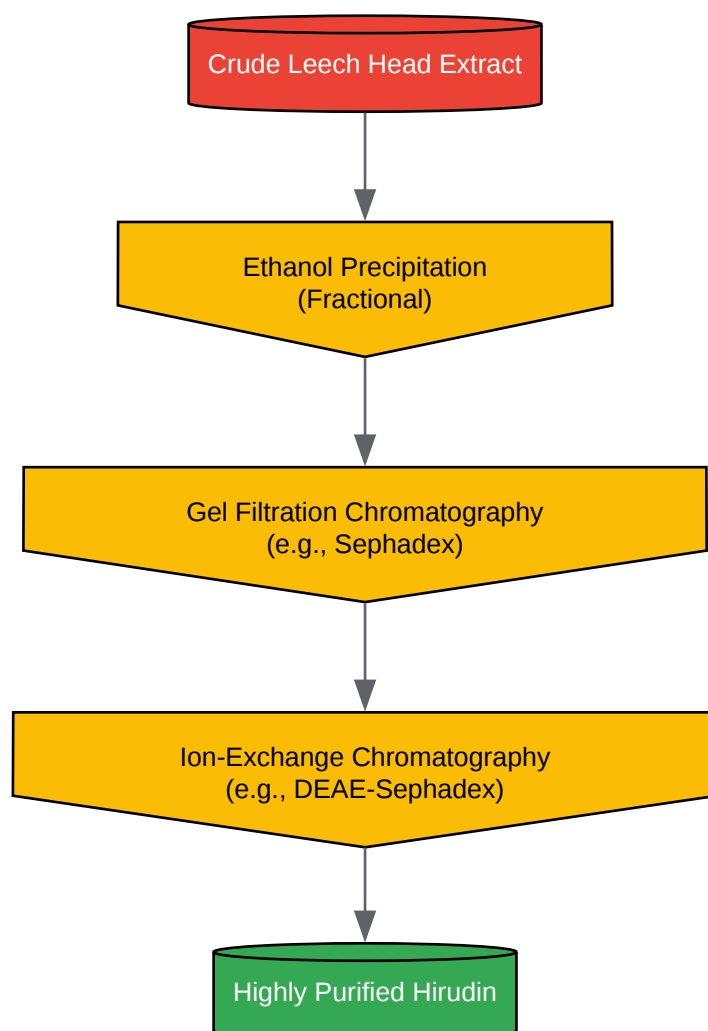 Crude Leech Head Extract
Ethanol Precipitation
(Fractional)
Gel Filtration Chromatography
(e.g., Sephadex)
Ion-Exchange Chromatography
(e.g., DEAE-Sephadex)
Highly Purified Hirudin